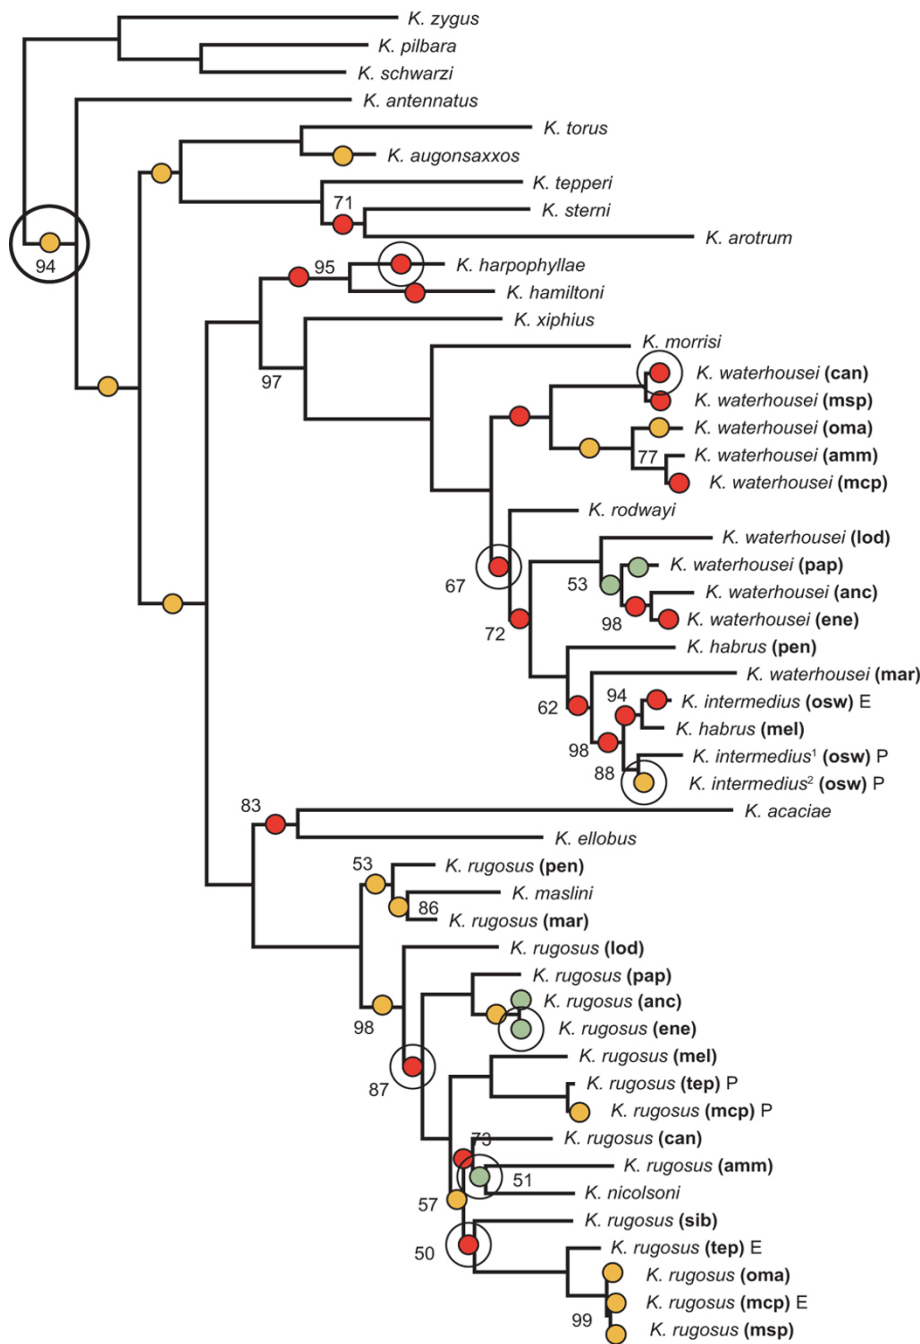 K. zygus
K. pilbara
K. schwarzi
K. antennatus
K. torus
K. augonsaxxos
K. tepperi
71
K. sterni
K. arotrum
94
95
K. harpophyllae
K. hamiltoni
K. xiphius
97
K. morrisi
K. waterhousei (can)
K. waterhousei (msp)
K. waterhousei (oma)
77
K. waterhousei (amm)
K. waterhousei (mcp)
K. rodwayi
67
K. waterhousei (lod)
53
K. waterhousei (pap)
K. waterhousei (anc)
98
K. waterhousei (ene)
72
K. habrus (pen)
K. waterhousei (mar)
62
94
K. intermedius (osw) E
K. habrus (mel)
98
K. intermedius¹ (osw) P
88
K. intermedius² (osw) P
83
K. acaciae
K. ellobus
53
K. rugosus (pen)
K. maslini
86
K. rugosus (mar)
K. rugosus (lod)
98
K. rugosus (pap)
K. rugosus (anc)
K. rugosus (ene)
87
K. rugosus (mel)
K. rugosus (tep) P
K. rugosus (mcp) P
73
K. rugosus (can)
K. rugosus (amm)
51
K. nicolsoni
57
K. rugosus (sib)
50
K. rugosus (tep) E
K. rugosus (oma)
K. rugosus (mcp) E
99
K. rugosus (msp)